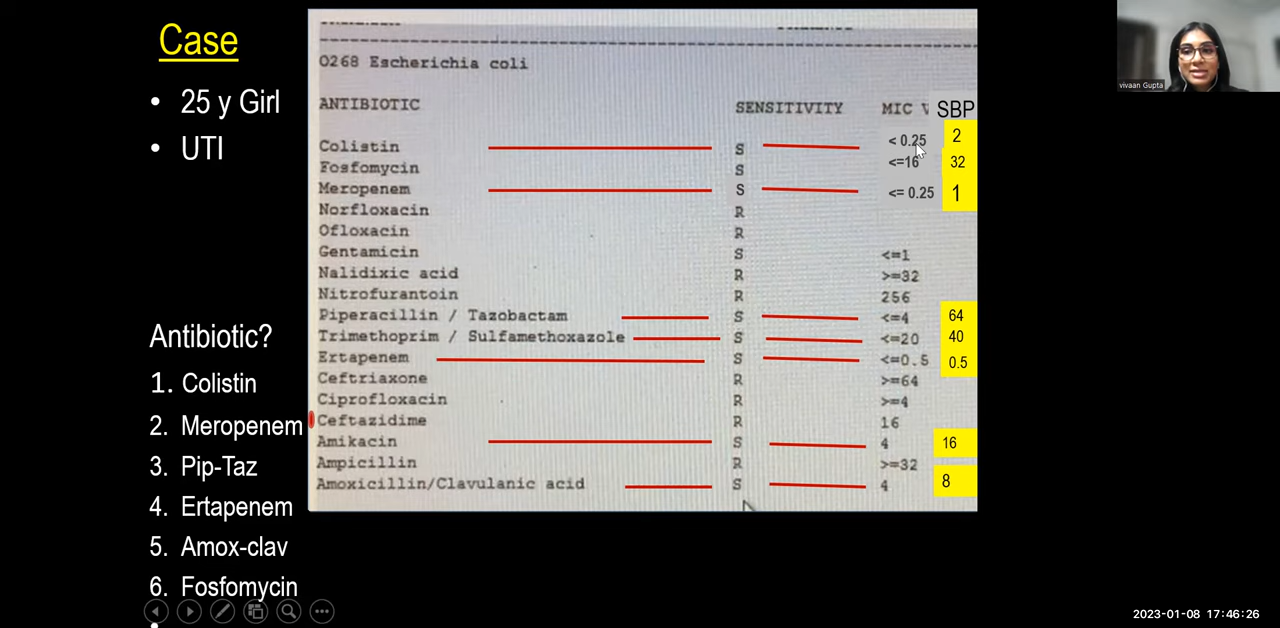 Case
• 25 y Girl
• UTI
Antibiotic?
1. Colistin
2. Meropenem
3. Pip-Taz
4. Ertapenem
5. Amox-clav
6. Fosfomycin
O268 Escherichia coli
ANTIBIOTIC SENSITIVITY MIC SBP
Colistin S < 0.25 2
Fosfomycin S <=16 32
Meropenem S <= 0.25 1
Norfloxacin R
Ofloxacin R
Gentamicin S <=1
Nalidixic acid R >=32
Nitrofurantoin R 256
Piperacillin / Tazobactam S <=4 64
Trimethoprim / Sulfamethoxazole S <=20 40
Ertapenem S <=0.5 0.5
Ceftriaxone R >=64
Ciprofloxacin R >=4
Ceftazidime R 16
Amikacin S 4 16
Ampicillin R >=32
Amoxicillin/Clavulanic acid S 4 8
vivaan Gupta
2023-01-08 17:46:26